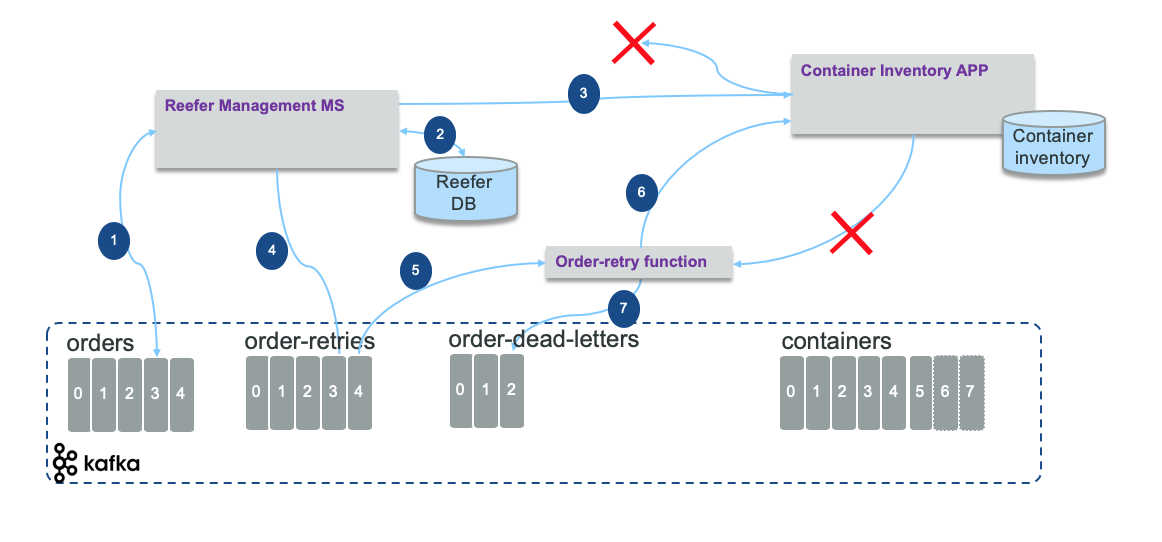 Container Inventory APP
3
Reefer Management MS
2
Container
inventory
Reefer
DB
6
1
4
5
Order-retry function
7
orders
order-retries
order-dead-letters
containers
0 1 2 3 4
0 1 2 3 4
0 1 2
0 1 2 3 4 5 6 7
kafka